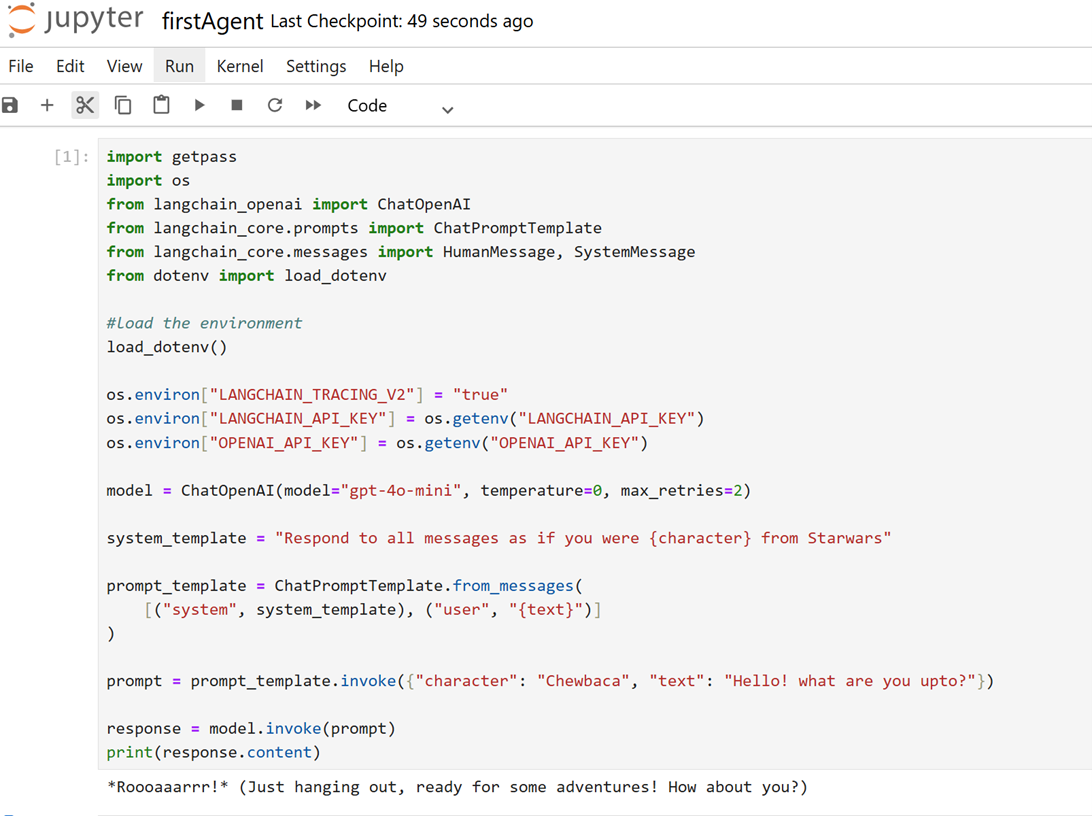 jupyter firstAgent Last Checkpoint: 49 seconds ago
File Edit View Run Kernel Settings Help
Code
[1]:
import getpass
import os
from langchain_openai import ChatOpenAI
from langchain_core.prompts import ChatPromptTemplate
from langchain_core.messages import HumanMessage, SystemMessage
from dotenv import load_dotenv
#load the environment
load_dotenv()
os.environ["LANGCHAIN_TRACING_V2"] = "true"
os.environ["LANGCHAIN_API_KEY"] = os.getenv("LANGCHAIN_API_KEY")
os.environ["OPENAI_API_KEY"] = os.getenv("OPENAI_API_KEY")
model = ChatOpenAI(model="gpt-4o-mini", temperature=0, max_retries=2)
system_template = "Respond to all messages as if you were {character} from Starwars"
prompt_template = ChatPromptTemplate.from_messages(
    [("system", system_template), ("user", "{text}")]
)
prompt = prompt_template.invoke({"character": "Chewbaca", "text": "Hello! what are you upto?"})
response = model.invoke(prompt)
print(response.content)
*Roooaaarrr!* (Just hanging out, ready for some adventures! How about you?)